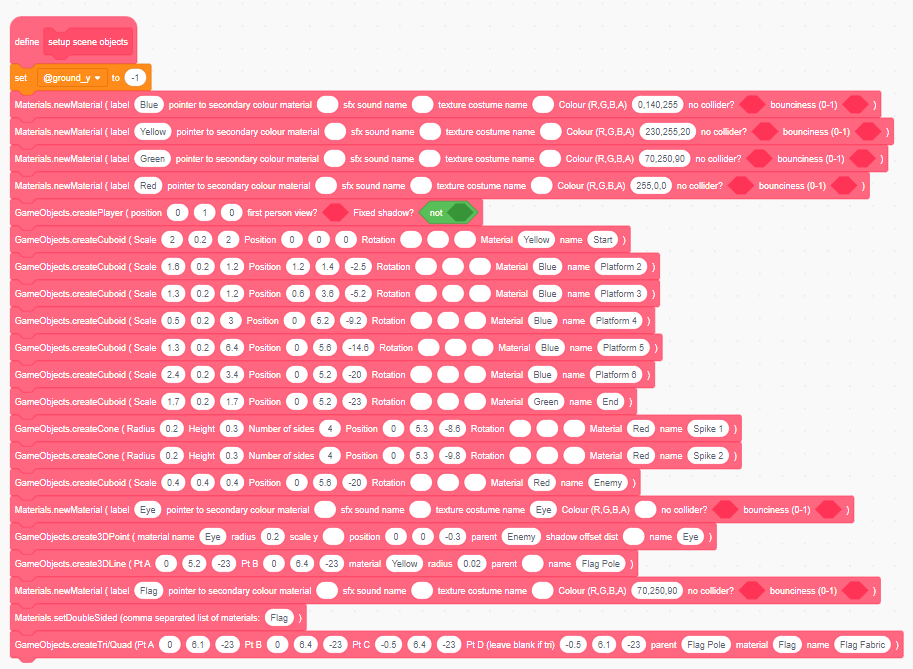 define setup scene objects
set @ground_y to -1
Materials.newMaterial ( label Blue pointer to secondary colour material sfx sound name texture costume name Colour (R,G,B,A) 0,140,255 no collider? bounciness (0-1) )
Materials.newMaterial ( label Yellow pointer to secondary colour material sfx sound name texture costume name Colour (R,G,B,A) 230,255,20 no collider? bounciness (0-1) )
Materials.newMaterial ( label Green pointer to secondary colour material sfx sound name texture costume name Colour (R,G,B,A) 70,250,90 no collider? bounciness (0-1) )
Materials.newMaterial ( label Red pointer to secondary colour material sfx sound name texture costume name Colour (R,G,B,A) 255,0,0 no collider? bounciness (0-1) )
GameObjects.createPlayer ( position 0 1 0 first person view? Fixed shadow? not
GameObjects.createCuboid ( Scale 2 0.2 2 Position 0 0 0 Rotation Material Yellow name Start )
GameObjects.createCuboid ( Scale 1.6 0.2 1.2 Position 1.2 1.4 -2.5 Rotation Material Blue name Platform 2 )
GameObjects.createCuboid ( Scale 1.3 0.2 1.2 Position 0.6 3.6 -5.2 Rotation Material Blue name Platform 3 )
GameObjects.createCuboid ( Scale 0.5 0.2 3 Position 0 5.2 -9.2 Rotation Material Blue name Platform 4 )
GameObjects.createCuboid ( Scale 1.3 0.2 6.4 Position 0 5.6 -14.6 Rotation Material Blue name Platform 5 )
GameObjects.createCuboid ( Scale 2.4 0.2 3.4 Position 0 5.2 -20 Rotation Material Blue name Platform 6 )
GameObjects.createCuboid ( Scale 1.7 0.2 1.7 Position 0 5.2 -23 Rotation Material Green name End )
GameObjects.createCone ( Radius 0.2 Height 0.3 Number of sides 4 Position 0 5.3 -8.6 Rotation Material Red name Spike 1 )
GameObjects.createCone ( Radius 0.2 Height 0.3 Number of sides 4 Position 0 5.3 -9.8 Rotation Material Red name Spike 2 )
GameObjects.createCuboid ( Scale 0.4 0.4 0.4 Position 0 5.6 -20 Rotation Material Red name Enemy )
Materials.newMaterial ( label Eye pointer to secondary colour material sfx sound name texture costume name Eye Colour (R,G,B,A) no collider? bounciness (0-1) )
GameObjects.create3DPoint ( material name Eye radius 0.2 scale y position 0 0 -0.3 parent Enemy shadow offset dist name Eye )
GameObjects.create3DLine ( Pt A 0 5.2 -23 Pt B 0 6.4 -23 material Yellow radius 0.02 parent name Flag Pole )
Materials.newMaterial ( label Flag pointer to secondary colour material sfx sound name texture costume name Colour (R,G,B,A) 70,250,90 no collider? bounciness (0-1) )
Materials.setDoubleSided (comma separated list of materials: Flag )
GameObjects.createTri/Quad (Pt A 0 6.1 -23 Pt B 0 6.4 -23 Pt C -0.5 6.4 -23 Pt D (leave blank if tri) -0.5 6.1 -23 parent Flag Pole material Flag name Flag Fabric )